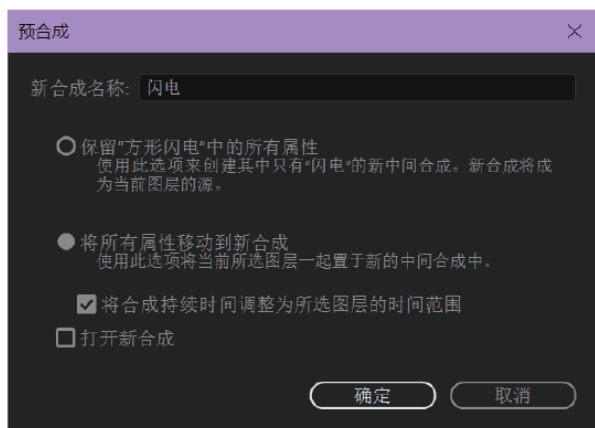 预合成
新合成名称: 闪电
保留"方形闪电"中的所有属性
使用此选项来创建其中只有"闪电"的新中间合成。新合成将成
为当前图层的源。
将所有属性移动到新合成
使用此选项将当前所选图层一起置于新的中间合成中。
将合成持续时间调整为所选图层的时间范围
打开新合成
确定 取消